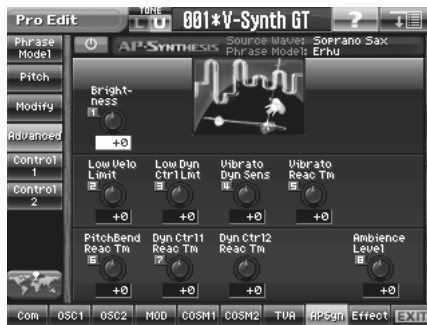 Pro Edit TONE L U 001*V-Synth GT ?
Phrase Model
AP-SYNTHESIS Source Wave: Soprano Sax
Phrase Model: Erhu
Pitch
Modify
Advanced
Control 1
Control 2
Bright-
ness
1
+0
Low Velo Limit
2
+0
Low Dyn Ctrl Lmt
3
+0
Vibrato Dyn Sens
4
+0
Vibrato Reac Tm
5
+0
PitchBend Reac Tm
6
+0
Dyn Ctrl1 Reac Tm
7
+0
Dyn Ctrl2 Reac Tm
+0
Ambience Level
8
+0
Com OSC1 OSC2 MOD COSM1 COSM2 TVA APSyn Effect EXIT